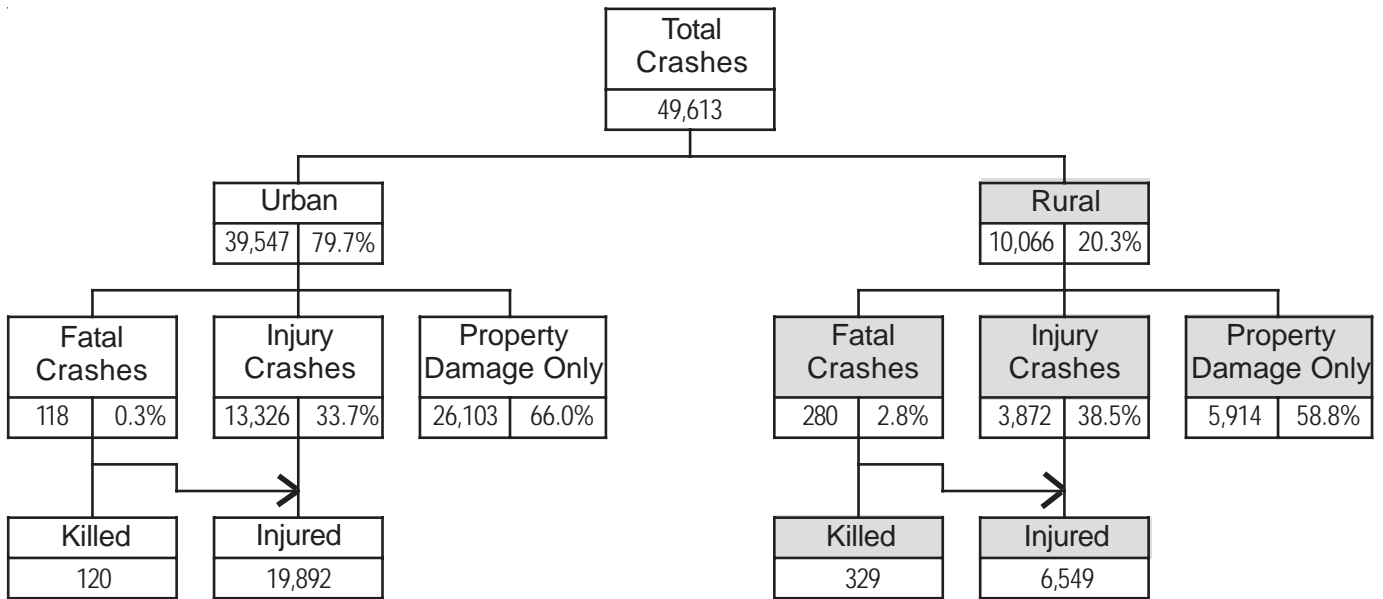 Total
Crashes
49,613
Urban
39,547 79.7%
Rural
10,066 20.3%
Fatal
Crashes
118 0.3%
Injury
Crashes
13,326 33.7%
Property
Damage Only
26,103 66.0%
Fatal
Crashes
280 2.8%
Injury
Crashes
3,872 38.5%
Property
Damage Only
5,914 58.8%
Killed
120
Injured
19,892
Killed
329
Injured
6,549